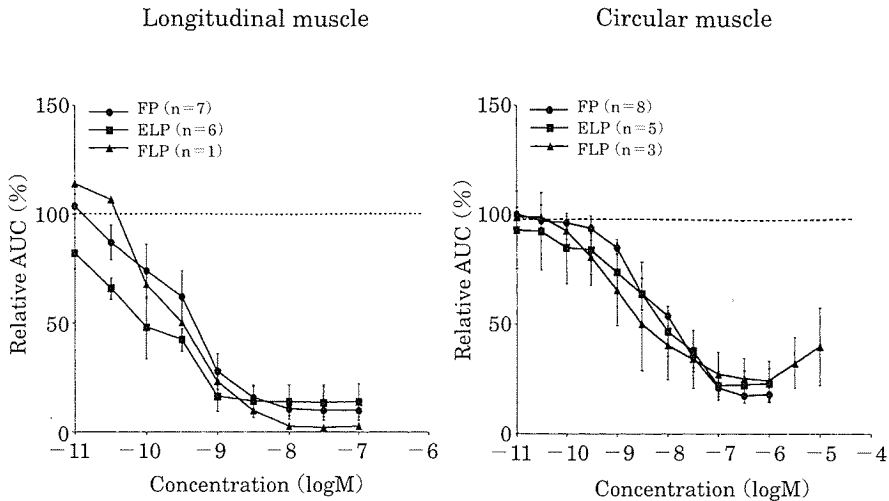 Longitudinal muscle
Circular muscle
150
100
50
0
Relative AUC (%)
FP (n=7)
ELP (n=6)
FLP (n=1)
−11 −10 −9 −8 −7 −6
Concentration (logM)
150
100
50
0
Relative AUC (%)
FP (n=8)
ELP (n=5)
FLP (n=3)
−11 −10 −9 −8 −7 −6 −5 −4
Concentration (logM)